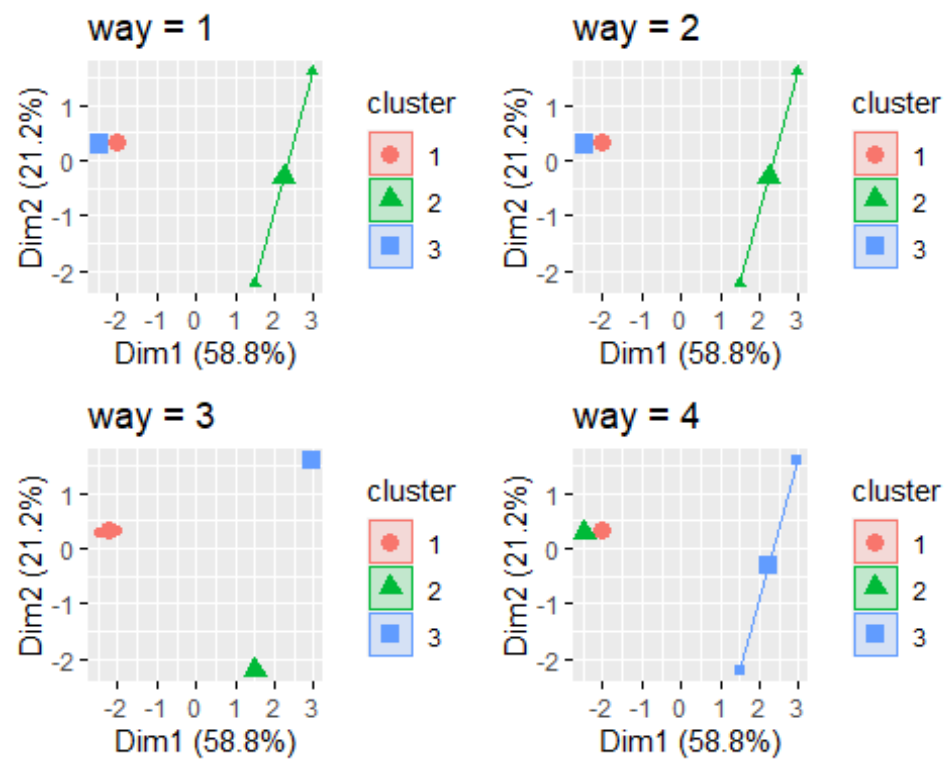 way = 1
Dim2 (21.2%)
1
0
-1
-2
-2 -1 0 1 2 3
Dim1 (58.8%)
cluster
1
2
3
way = 2
Dim2 (21.2%)
1
0
-1
-2
-2 -1 0 1 2 3
Dim1 (58.8%)
cluster
1
2
3
way = 3
Dim2 (21.2%)
1
0
-1
-2
-2 -1 0 1 2 3
Dim1 (58.8%)
cluster
1
2
3
way = 4
Dim2 (21.2%)
1
0
-1
-2
-2 -1 0 1 2 3
Dim1 (58.8%)
cluster
1
2
3